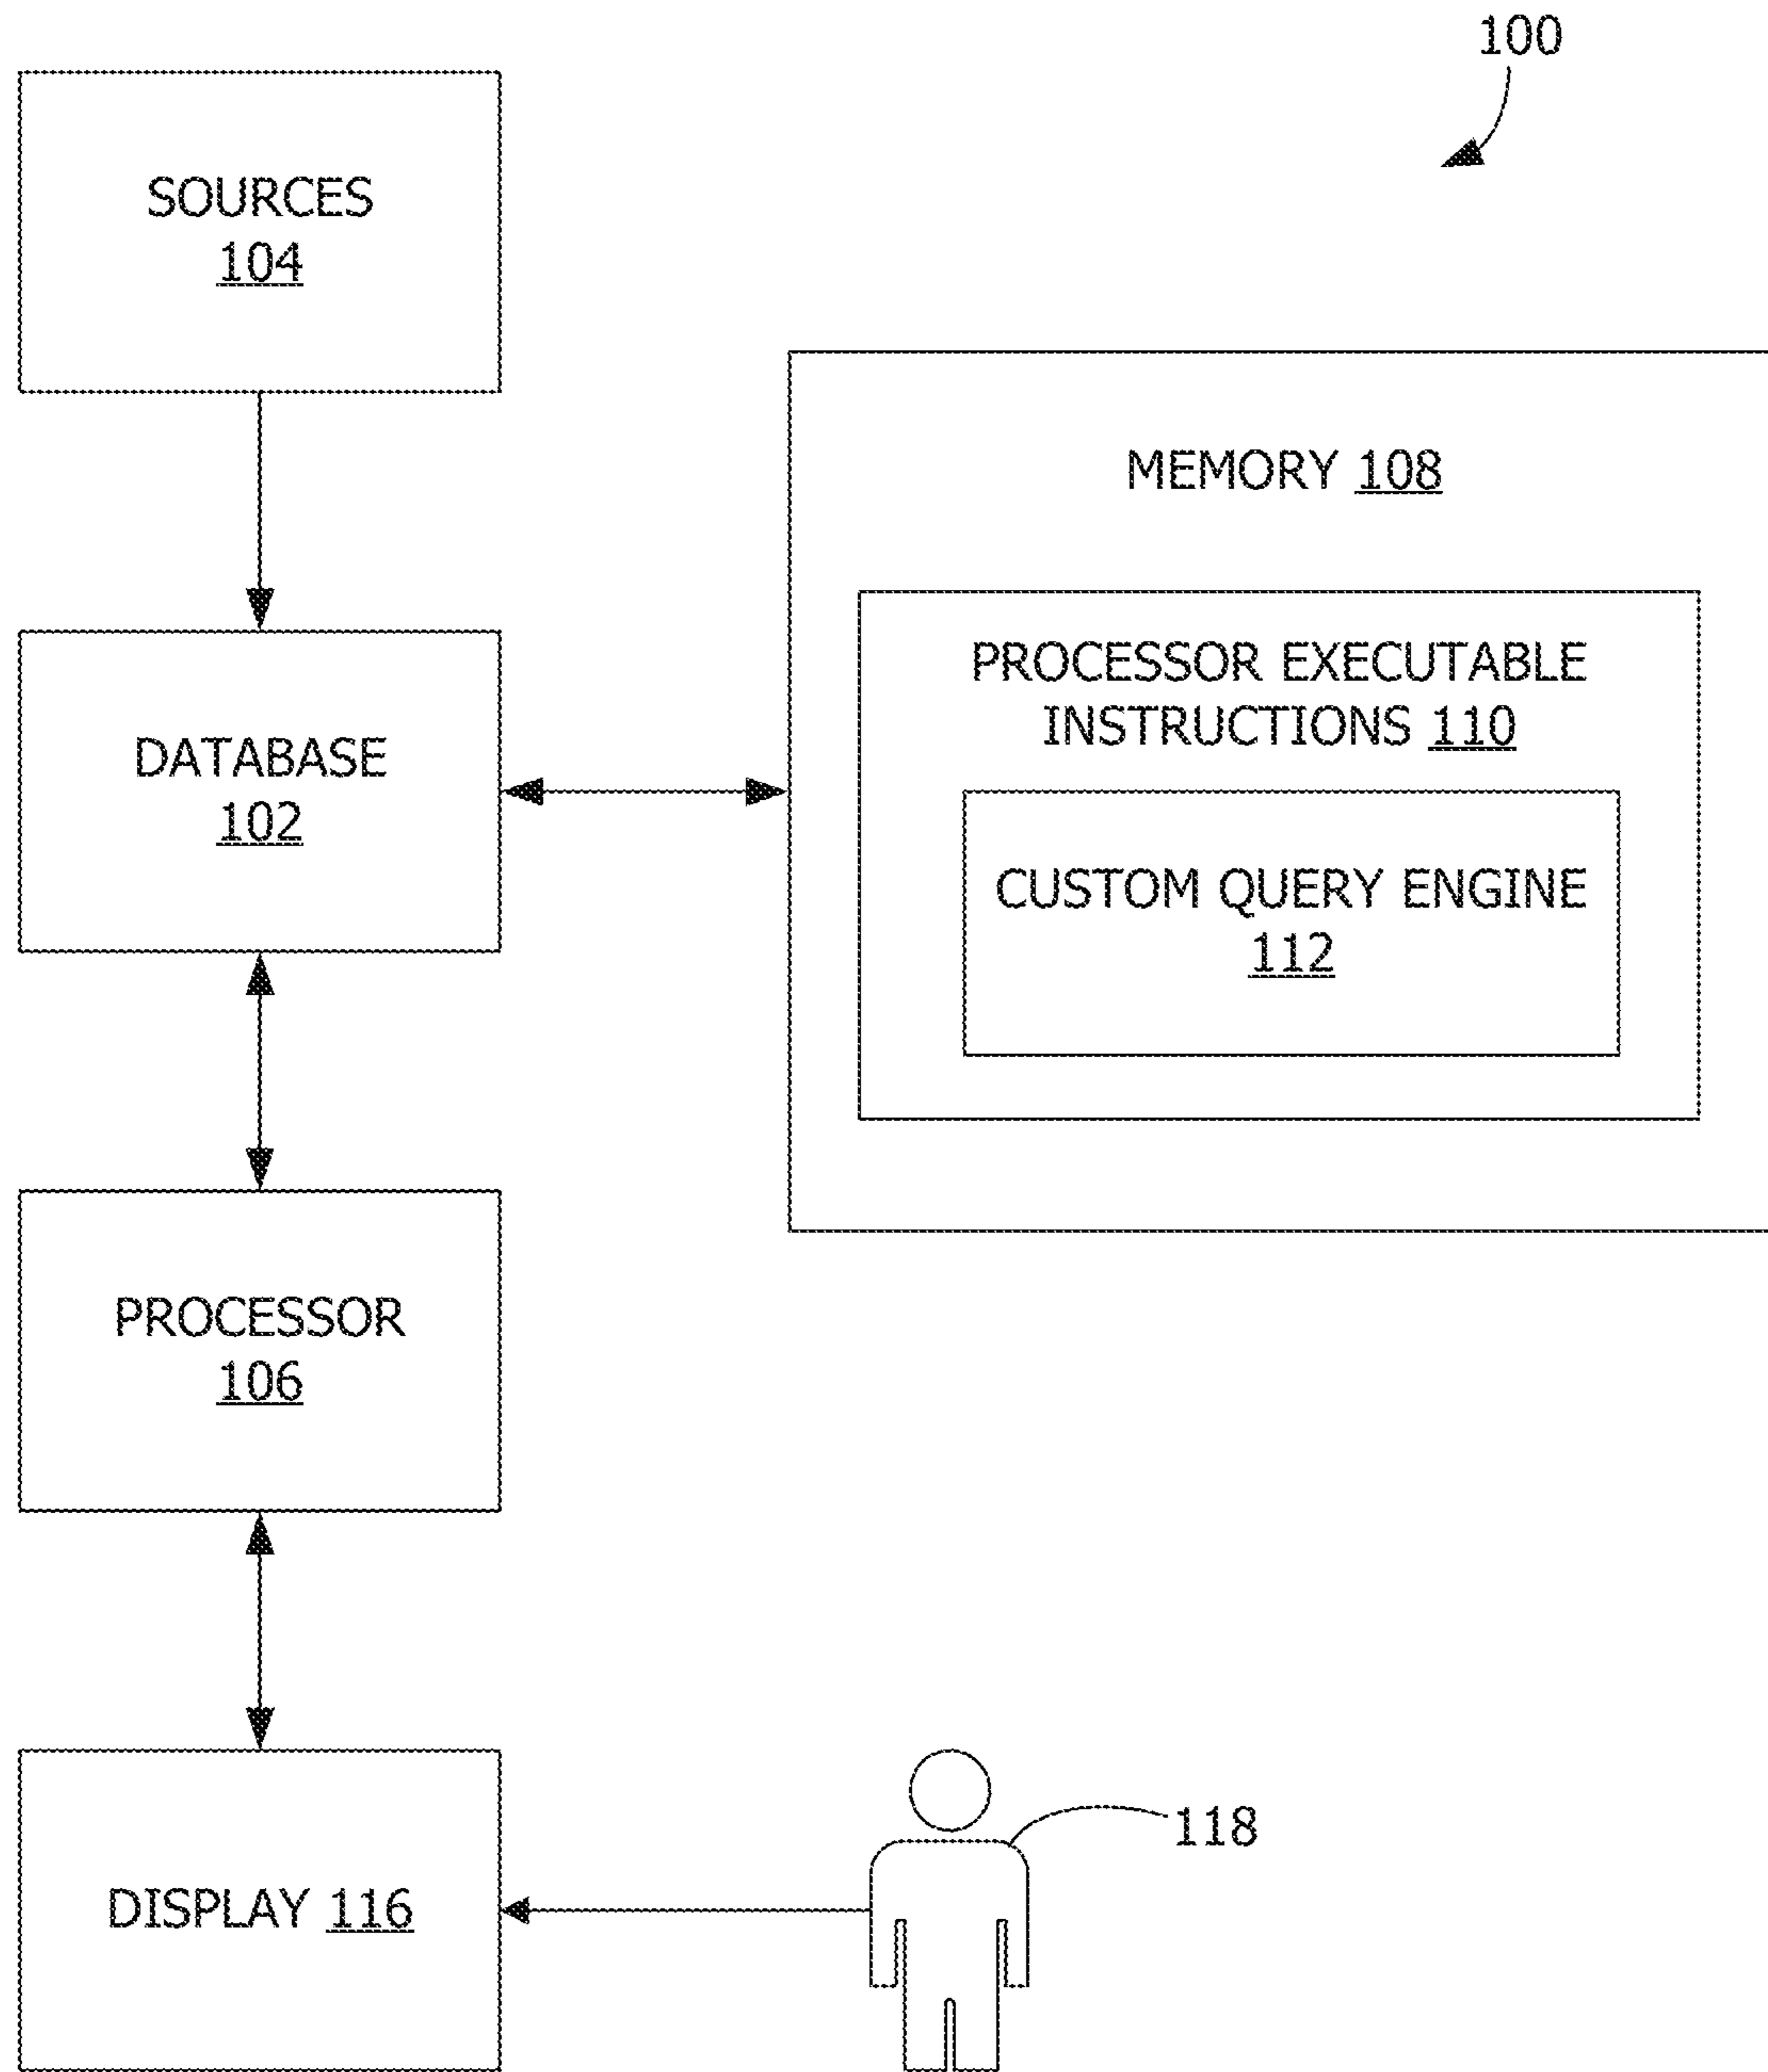 100
SOURCES
104
MEMORY 108
PROCESSOR EXECUTABLE
INSTRUCTIONS 110
DATABASE
102
CUSTOM QUERY ENGINE
112
PROCESSOR
106
118
DISPLAY 116